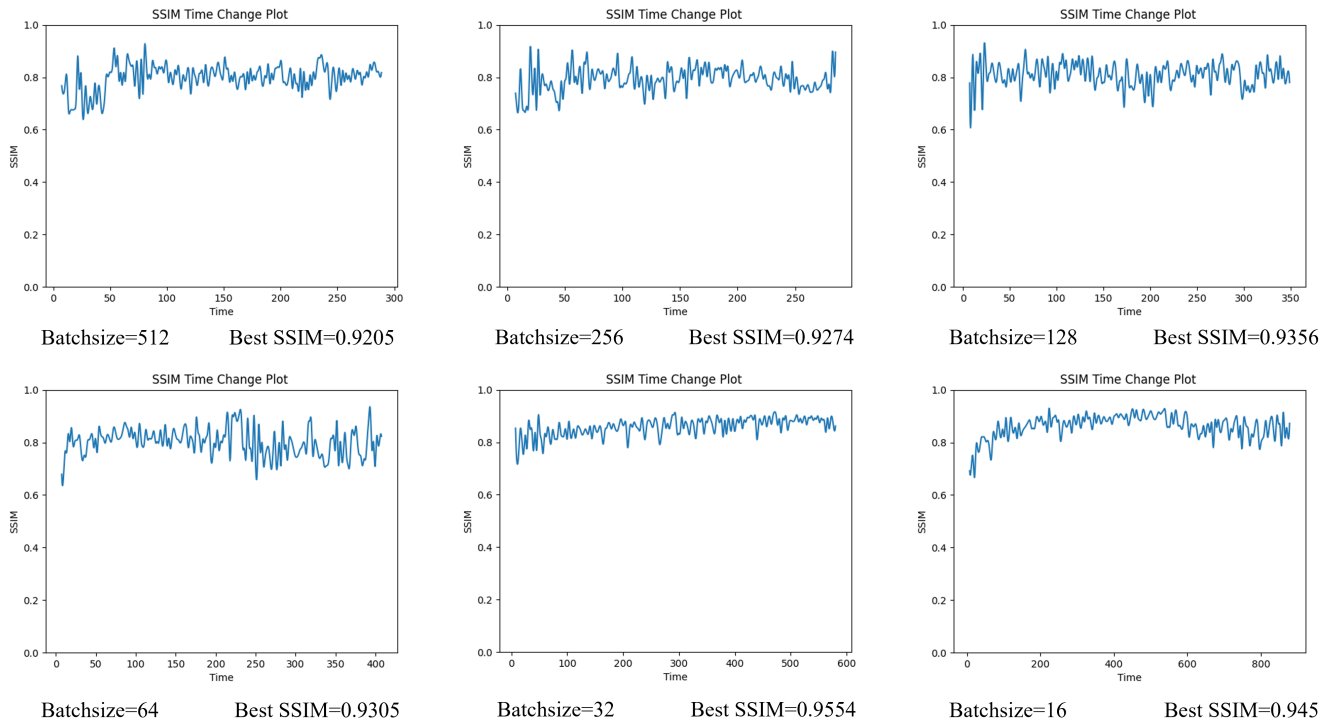 SSIM Time Change Plot
SSIM
1.0
0.8
0.6
0.4
0.2
0.0
0 50 100 150 200 250 300
Time
Batchsize=512 Best SSIM=0.9205
SSIM Time Change Plot
SSIM
1.0
0.8
0.6
0.4
0.2
0.0
0 50 100 150 200 250
Time
Batchsize=256 Best SSIM=0.9274
SSIM Time Change Plot
SSIM
1.0
0.8
0.6
0.4
0.2
0.0
0 50 100 150 200 250 300 350
Time
Batchsize=128 Best SSIM=0.9356
SSIM Time Change Plot
SSIM
1.0
0.8
0.6
0.4
0.2
0.0
0 50 100 150 200 250 300 350 400
Time
Batchsize=64 Best SSIM=0.9305
SSIM Time Change Plot
SSIM
1.0
0.8
0.6
0.4
0.2
0.0
0 100 200 300 400 500 600
Time
Batchsize=32 Best SSIM=0.9554
SSIM Time Change Plot
SSIM
1.0
0.8
0.6
0.4
0.2
0.0
0 200 400 600 800
Time
Batchsize=16 Best SSIM=0.945